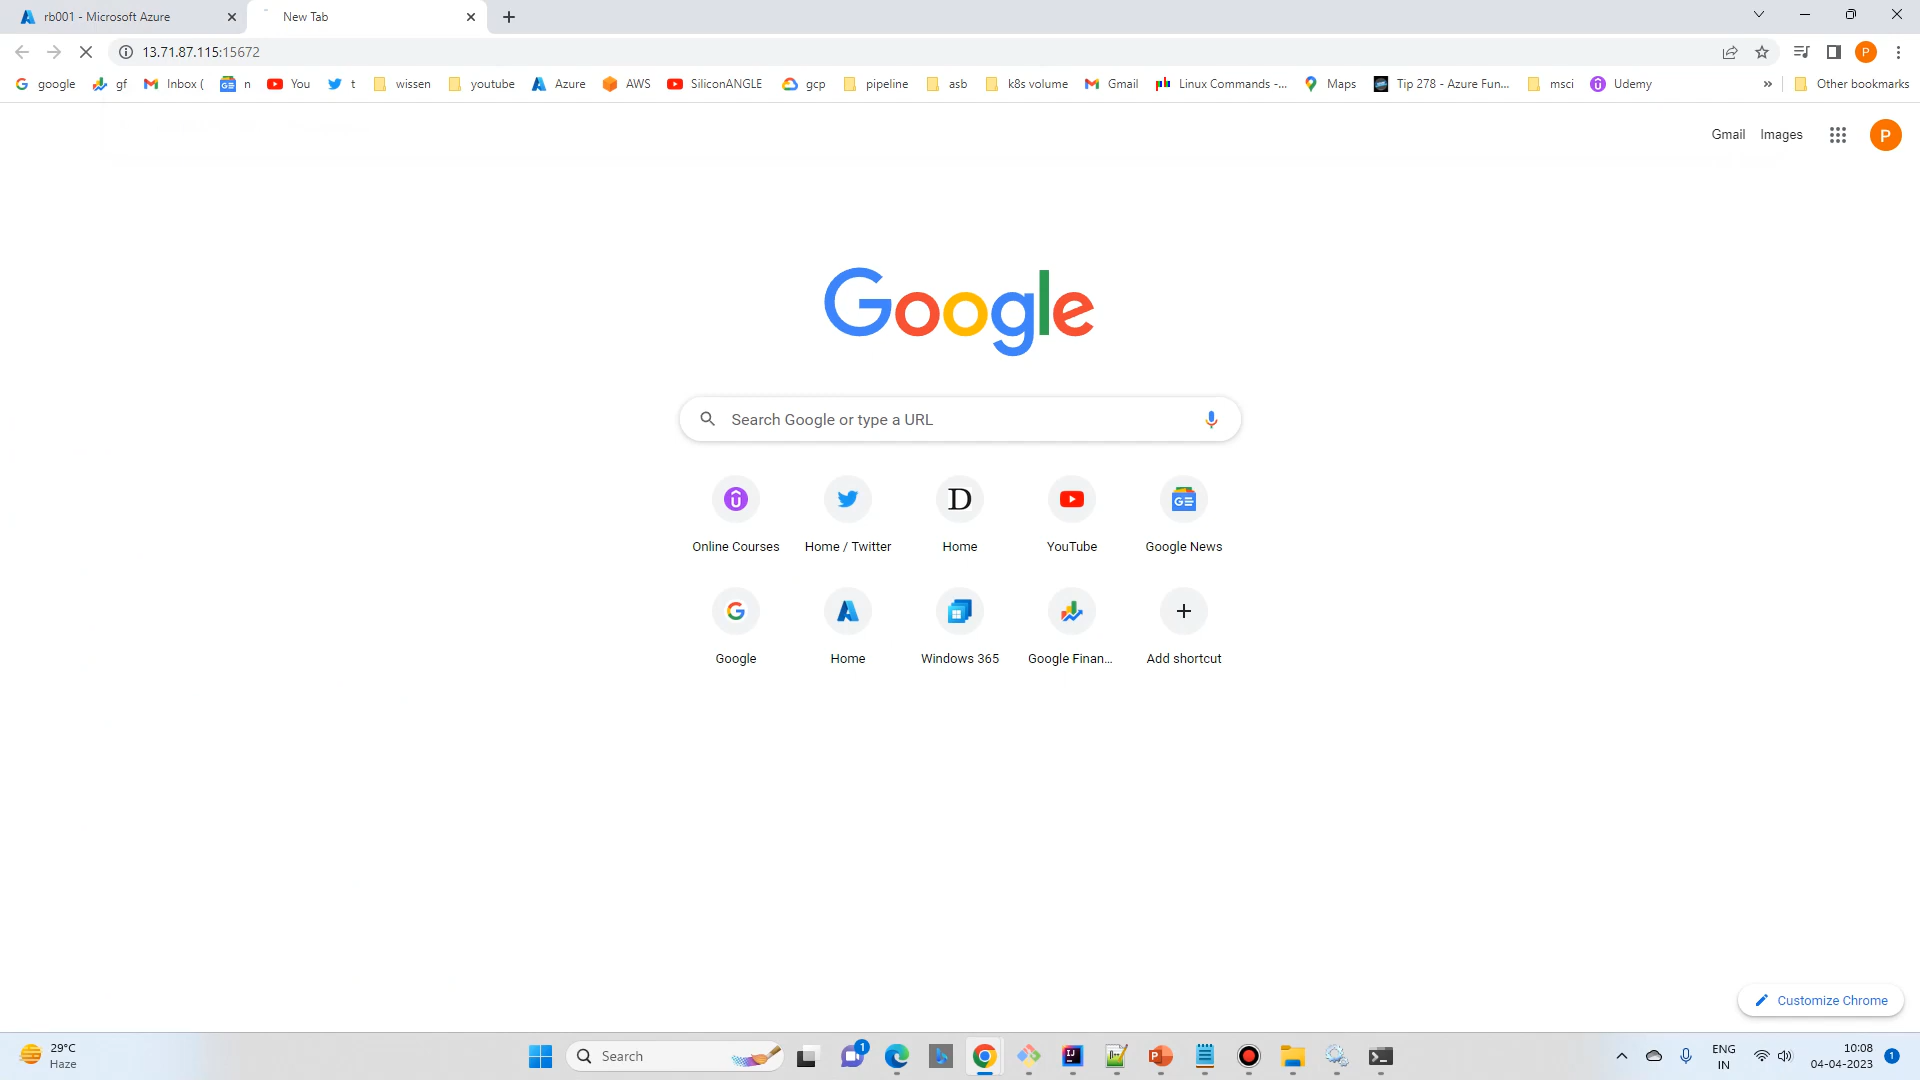 rb001 - Microsoft Azure
New Tab
13.71.87.115:15672
google gf Inbox ( n You t wissen youtube Azure AWS SiliconANGLE gcp pipeline asb k8s volume Gmail Linux Commands -... Maps Tip 278 - Azure Fun... msci Udemy » Other bookmarks
Gmail Images P
Google
Search Google or type a URL
Online Courses Home / Twitter Home YouTube Google News
Google Home Windows 365 Google Finan... Add shortcut
Customize Chrome
29°C
Haze
Search
1
ENG
IN
10:08
04-04-2023
1